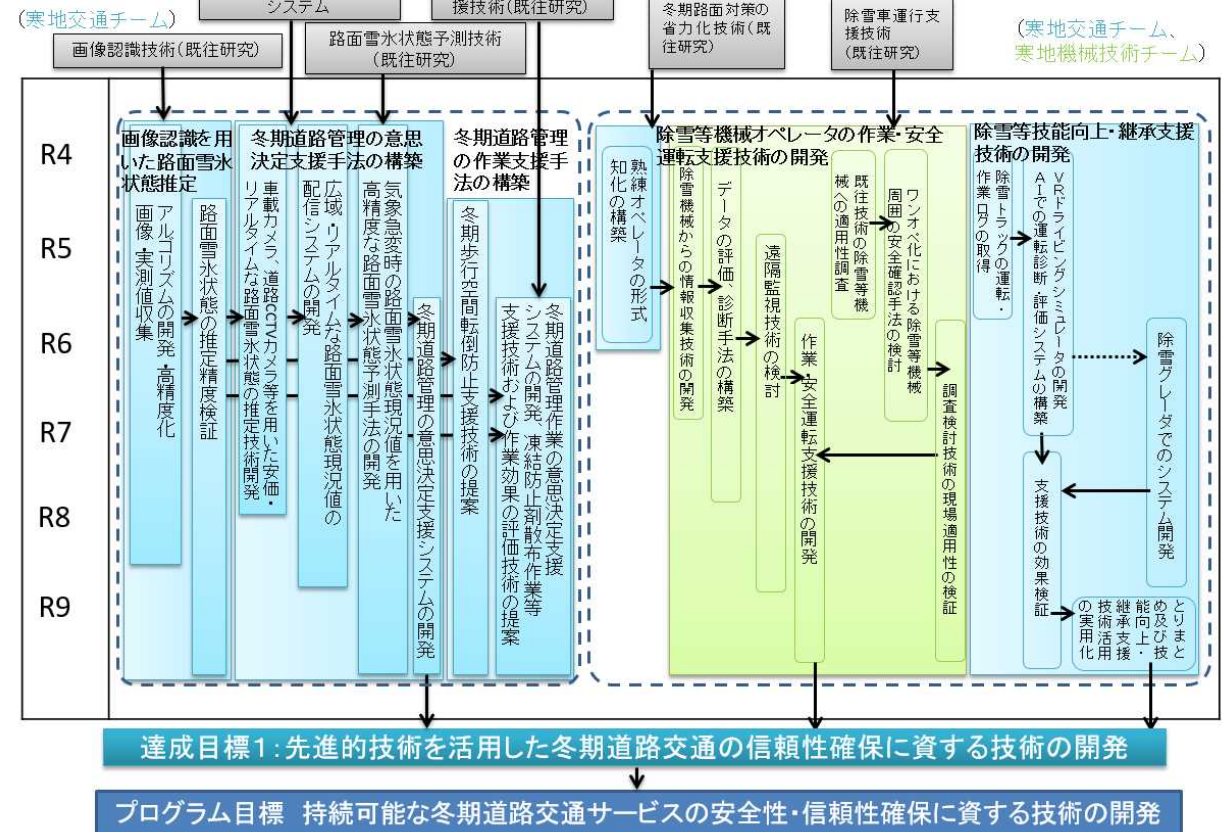 (寒地交通チーム)
システム
援技術(既往研究)
画像認識技術(既往研究)
路面雪氷状態予測技術
(既往研究)
冬期路面対策の
省力化技術(既
往研究)
除雪車運行支
援技術
(既往研究)
(寒地交通チーム、
寒地機械技術チーム)
R4
R5
R6
R7
R8
R9
画像認識を用
いた路面雪氷
状態推定
アルゴリズムの開発・高精度化
画像・実測値収集
路面雪氷状態の推定精度検証
冬期道路管理の意思
決定支援手法の構築
車載カメラ、道路CCTVカメラ等を用いた安価・
リアルタイムな路面雪氷状態の推定技術開発
広域・リアルタイムな路面雪氷状態現況値の
配信システムの開発
気象急変時の路面雪氷状態現況値を用いた
高精度な路面雪氷状態予測手法の開発
冬期道路管理の意思決定支援システムの開発
冬期道路管理
の作業支援手
法の構築
冬期歩行空間転倒防止支援技術の提案
冬期道路管理作業の意思決定支援
システムの開発、凍結防止剤散布作業等
支援技術および作業効果の評価技術の提案
除雪等機械オペレータの作業・安全
運転支援技術の開発
熟練オペレータの形式
知化の構築
除雪機械からの情報収集技術の開発
データの評価、診断手法の構築
遠隔監視技術の検討
作業・安全運転支援技術の開発
既往技術の除雪等機
械への適用性調査
ワンオペ化における除雪等機械
周囲の安全確認手法の検討
調査検討技術の現場適用性の検証
除雪等技能向上・継承支援
技術の開発
除雪トラックの運転・
作業ログの取得
VRドライビングシミュレータの開発
AIでの運転診断・評価システムの構築
除雪グレーダでのシステム開発
支援技術の効果検証
とりまと
め及び技
能向上・
継承支援
技術活用
の実用化
達成目標1:先進的技術を活用した冬期道路交通の信頼性確保に資する技術の開発
プログラム目標 持続可能な冬期道路交通サービスの安全性・信頼性確保に資する技術の開発